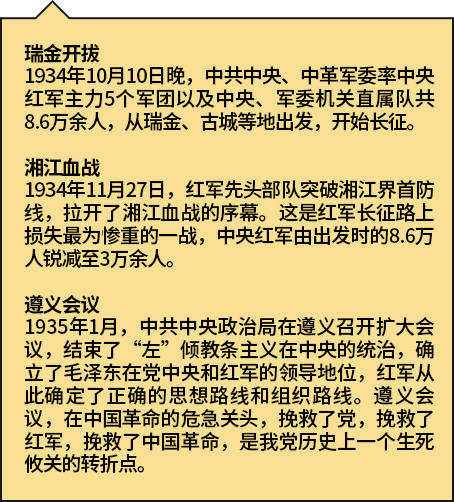 瑞金开拔
1934年10月10日晚，中共中央、中革军委率中央
红军主力5个军团以及中央、军委机关直属队共
8.6万余人，从瑞金、古城等地出发，开始长征。
湘江血战
1934年11月27日，红军先头部队突破湘江界首防
线，拉开了湘江血战的序幕。这是红军长征路上
损失最为惨重的一战，中央红军由出发时的8.6万
人锐减至3万余人。
遵义会议
1935年1月，中共中央政治局在遵义召开扩大会
议，结束了“左”倾教条主义在中央的统治，确
立了毛泽东在党中央和红军的领导地位，红军从
此确定了正确的思想路线和组织路线。遵义会
议，在中国革命的危急关头，挽救了党，挽救了
红军，挽救了中国革命，是我党历史上一个生死
攸关的转折点。